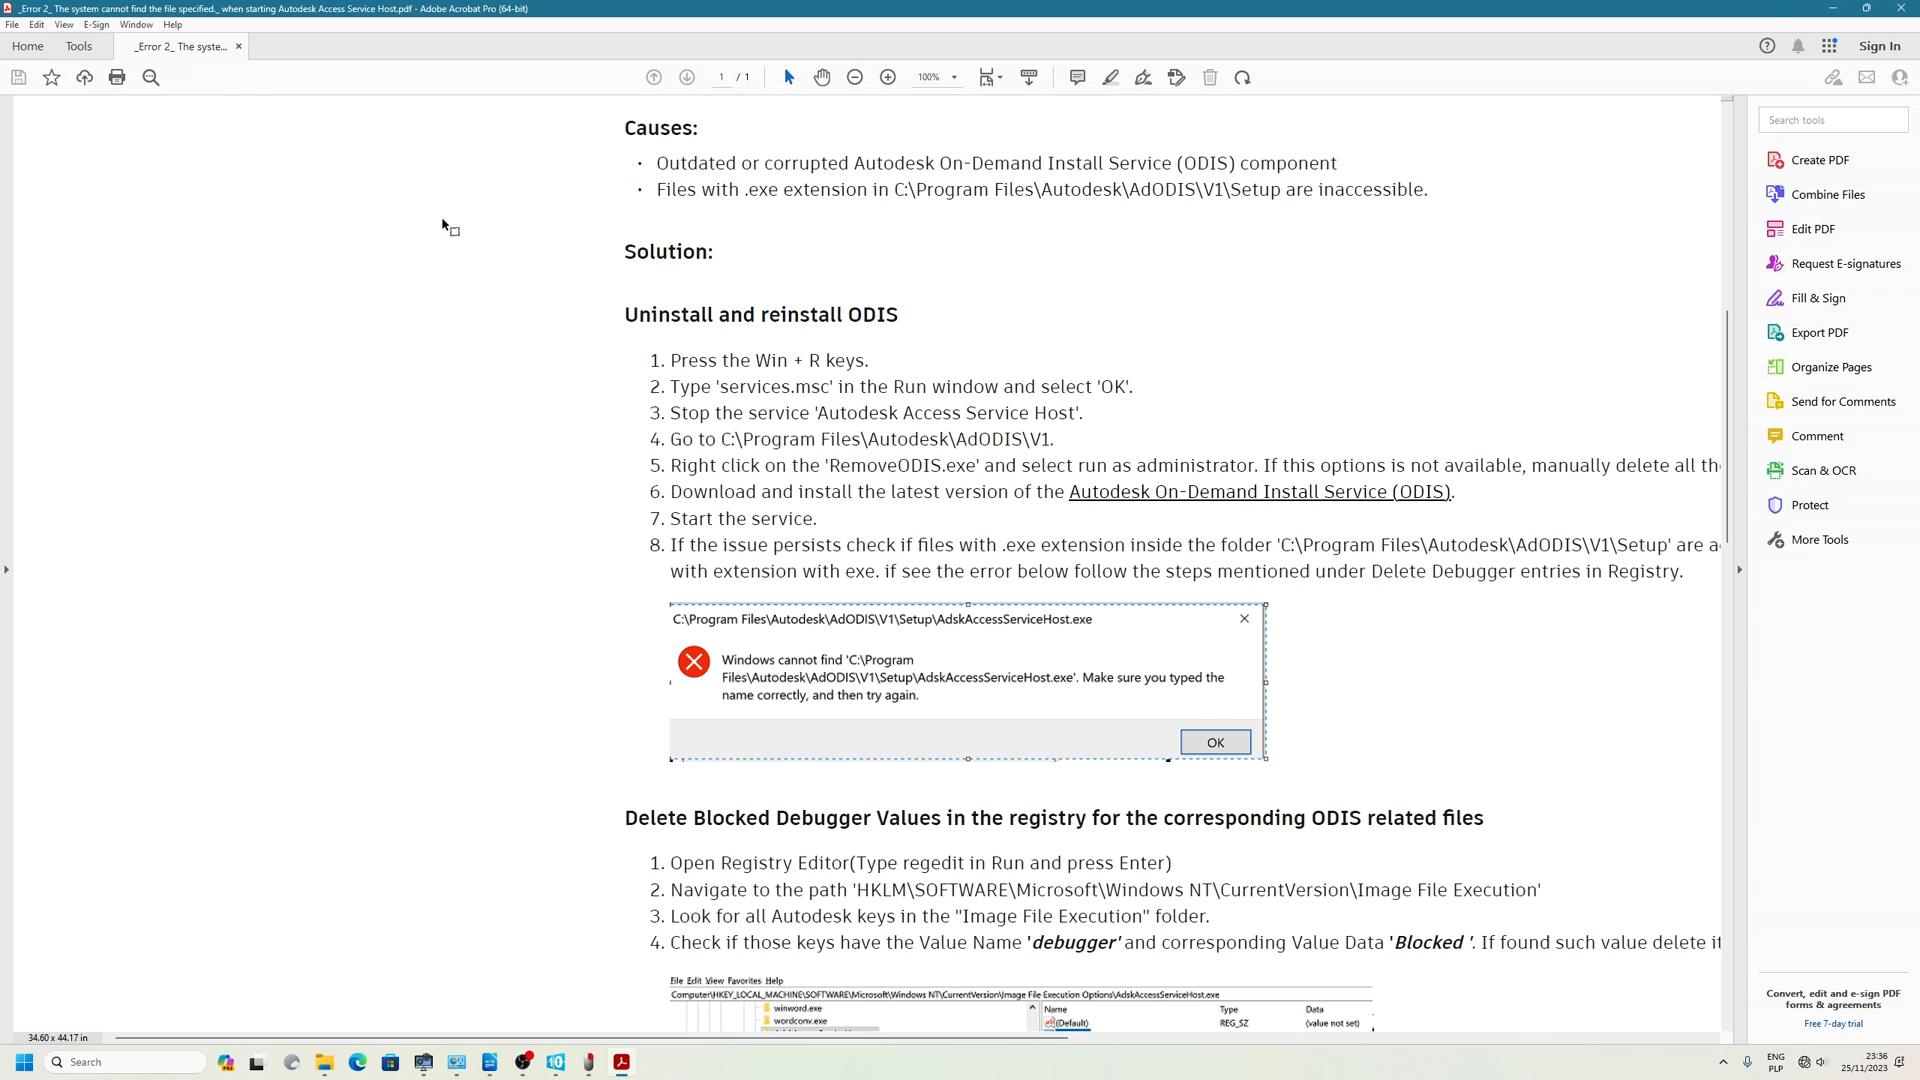 _Error 2_ The system cannot find the file specified._ when starting Autodesk Access Service Host.pdf - Adobe Acrobat Pro (64-bit)
File Edit View E-Sign Window Help
Home Tools _Error 2_ The syste... × Sign In
1 / 1 100%
Search tools
Create PDF
Combine Files
Edit PDF
Request E-signatures
Fill & Sign
Export PDF
Organize Pages
Send for Comments
Comment
Scan & OCR
Protect
More Tools
Convert, edit and e-sign PDF
forms & agreements
Free 7-day trial
Causes:
• Outdated or corrupted Autodesk On-Demand Install Service (ODIS) component
• Files with .exe extension in C:\Program Files\Autodesk\AdODIS\V1\Setup are inaccessible.
Solution:
Uninstall and reinstall ODIS
1. Press the Win + R keys.
2. Type 'services.msc' in the Run window and select 'OK'.
3. Stop the service 'Autodesk Access Service Host'.
4. Go to C:\Program Files\Autodesk\AdODIS\V1.
5. Right click on the 'RemoveODIS.exe' and select run as administrator. If this options is not available, manually delete all th
6. Download and install the latest version of the Autodesk On-Demand Install Service (ODIS).
7. Start the service.
8. If the issue persists check if files with .exe extension inside the folder 'C:\Program Files\Autodesk\AdODIS\V1\Setup' are a
with extension with exe. if see the error below follow the steps mentioned under Delete Debugger entries in Registry.
C:\Program Files\Autodesk\AdODIS\V1\Setup\AdskAccessServiceHost.exe
Windows cannot find 'C:\Program
Files\Autodesk\AdODIS\V1\Setup\AdskAccessServiceHost.exe'. Make sure you typed the
name correctly, and then try again.
OK
Delete Blocked Debugger Values in the registry for the corresponding ODIS related files
1. Open Registry Editor(Type regedit in Run and press Enter)
2. Navigate to the path 'HKLM\SOFTWARE\Microsoft\Windows NT\CurrentVersion\Image File Execution'
3. Look for all Autodesk keys in the "Image File Execution" folder.
4. Check if those keys have the Value Name 'debugger' and corresponding Value Data 'Blocked '. If found such value delete it
File Edit View Favorites Help
Computer\HKEY_LOCAL_MACHINE\SOFTWARE\Microsoft\Windows NT\CurrentVersion\Image File Execution Options\AdskAccessServiceHost.exe
winword.exe Name Type Data
wordconv.exe (Default) REG_SZ (value not set)
34.60 x 44.17 in
Search ENG 23:36
PLP 25/11/2023